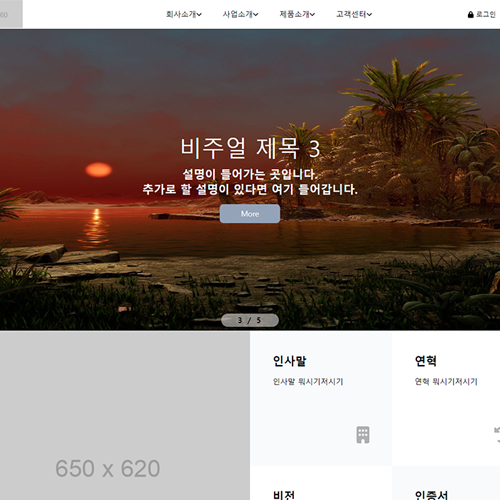 60
회사소개
사업소개
제품소개
고객센터
로그인
비주얼 제목 3
설명이 들어가는 곳입니다.
추가로 할 설명이 있다면 여기 들어갑니다.
More
3 / 5
인사말
인사말 뭐시기저시기
연혁
연혁 뭐시기저시기
650 x 620
비전
인증서